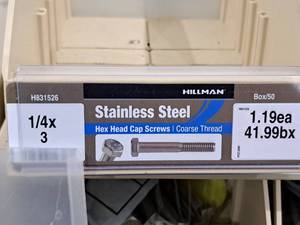 H831526
HILLMAN
Box/50
1/4x
3
Stainless Steel
Hex Head Cap Screws | Coarse Thread
1.19ea
41.99bx